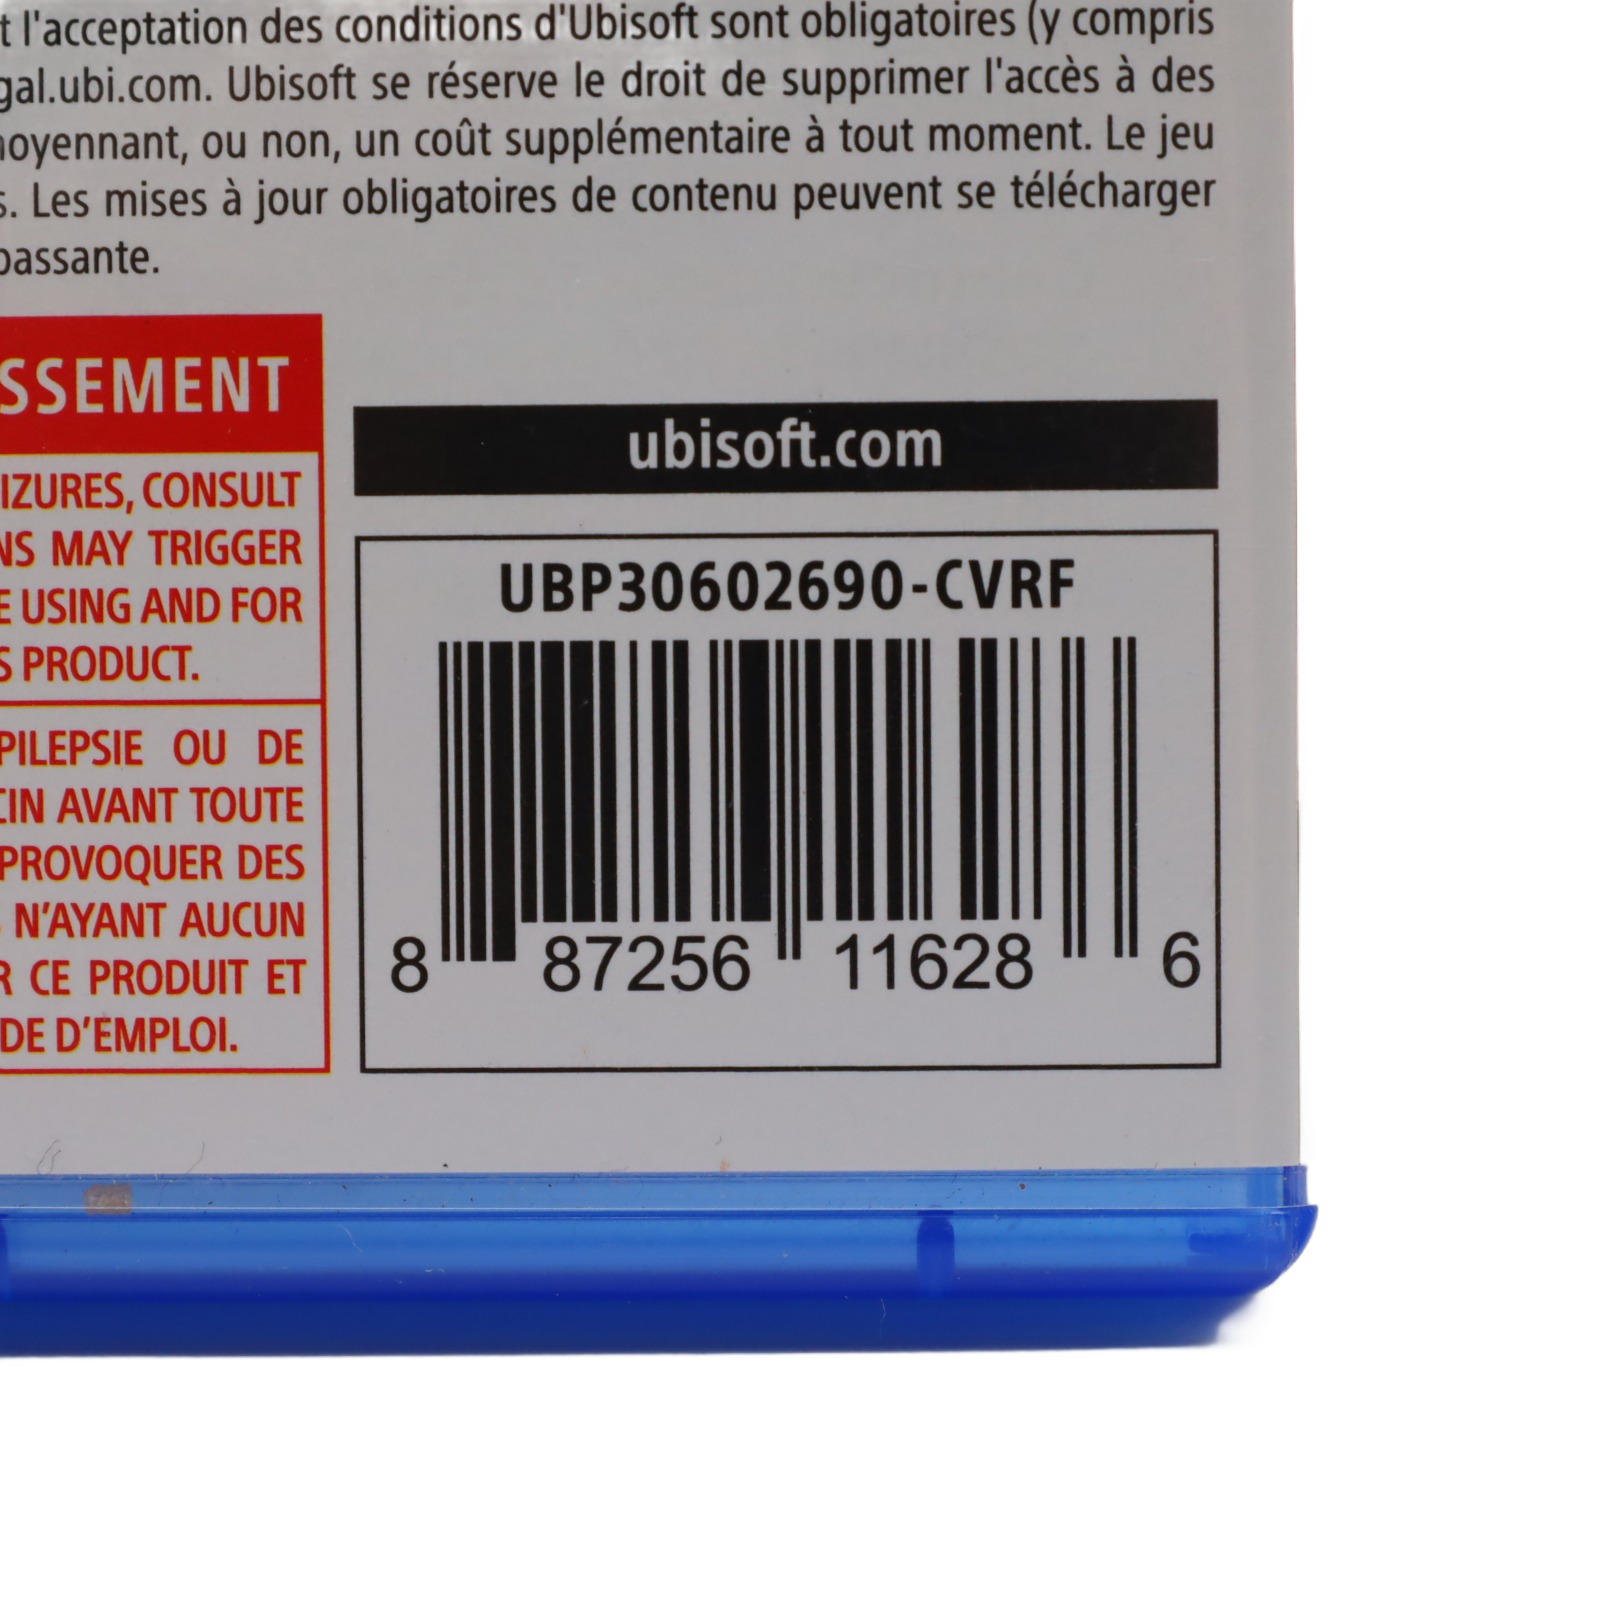 t l'acceptation des conditions d'Ubisoft sont obligatoires (y compris
gal.ubi.com. Ubisoft se réserve le droit de supprimer l'accès à des
moyennant, ou non, un coût supplémentaire à tout moment. Le jeu
s. Les mises à jour obligatoires de contenu peuvent se télécharger
passante.
SSEMENT
IZURES, CONSULT
NS MAY TRIGGER
E USING AND FOR
S PRODUCT.
PILEPSIE OU DE
CIN AVANT TOUTE
PROVOQUER DES
N'AYANT AUCUN
R CE PRODUIT ET
DE D'EMPLOI.
ubisoft.com
UBP30602690-CVRF
8 87256 11628 6